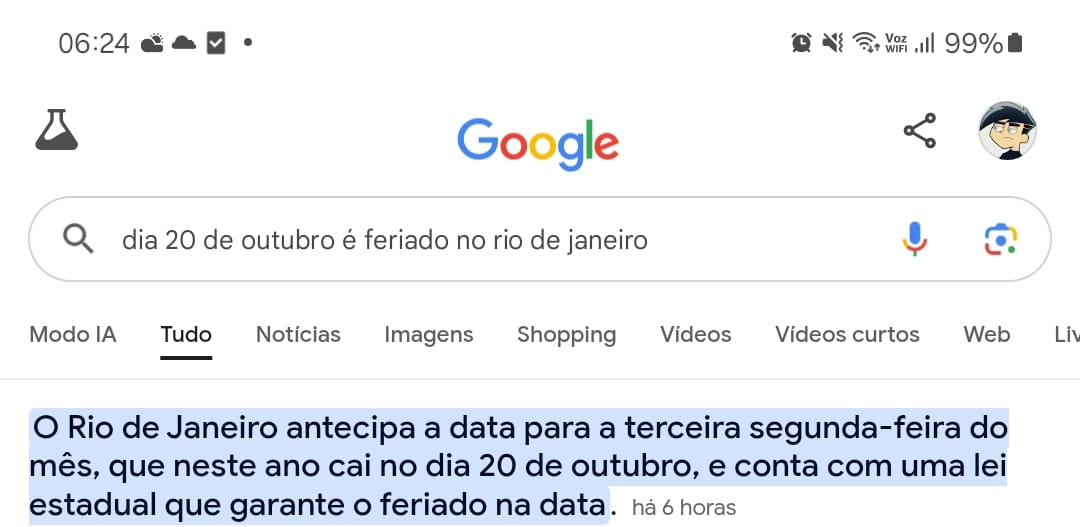 06:24
Voz
WIFI
99%
Google
dia 20 de outubro é feriado no rio de janeiro
Modo IA Tudo Notícias Imagens Shopping Vídeos Vídeos curtos Web Liv
O Rio de Janeiro antecipa a data para a terceira segunda-feira do
mês, que neste ano cai no dia 20 de outubro, e conta com uma lei
estadual que garante o feriado na data. há 6 horas